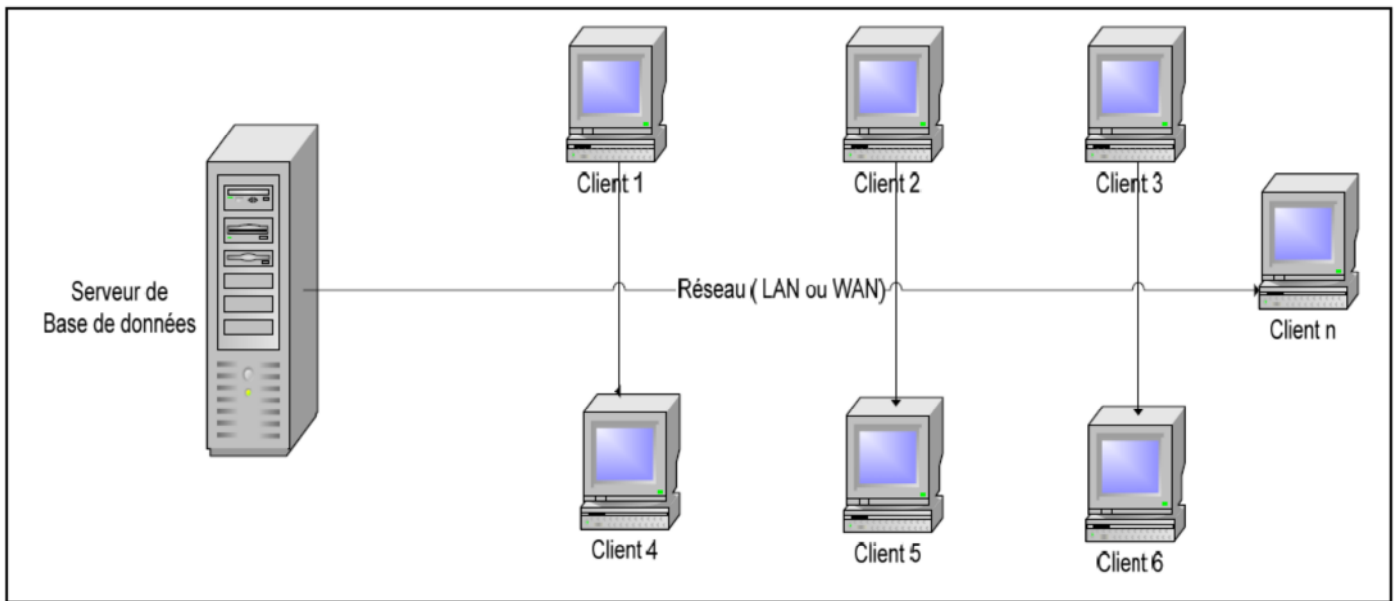 Client 1
Client 2
Client 3
Serveur de
Base de données
Réseau ( LAN ou WAN)
Client n
Client 4
Client 5
Client 6